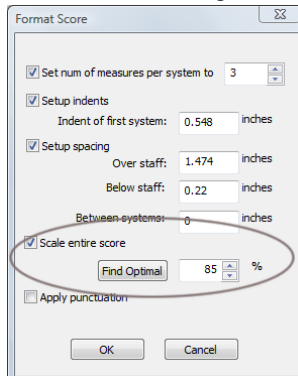 Format Score
Set num of measures per system to 3
Setup indents
Indent of first system: 0.548 inches
Setup spacing
Over staff: 1.474 inches
Below staff: 0.22 inches
Between systems: 0 inches
Scale entire score
Find Optimal 85 %
Apply punctuation
OK Cancel